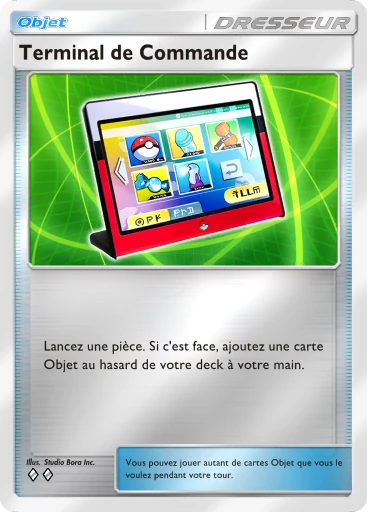 Objet
DRESSEUR
Terminal de Commande
Lancez une pièce. Si c'est face, ajoutez une carte
Objet au hasard de votre deck à votre main.
Illus. Studio Bora Inc.
Vous pouvez jouer autant de cartes Objet que vous le
voulez pendant votre tour.